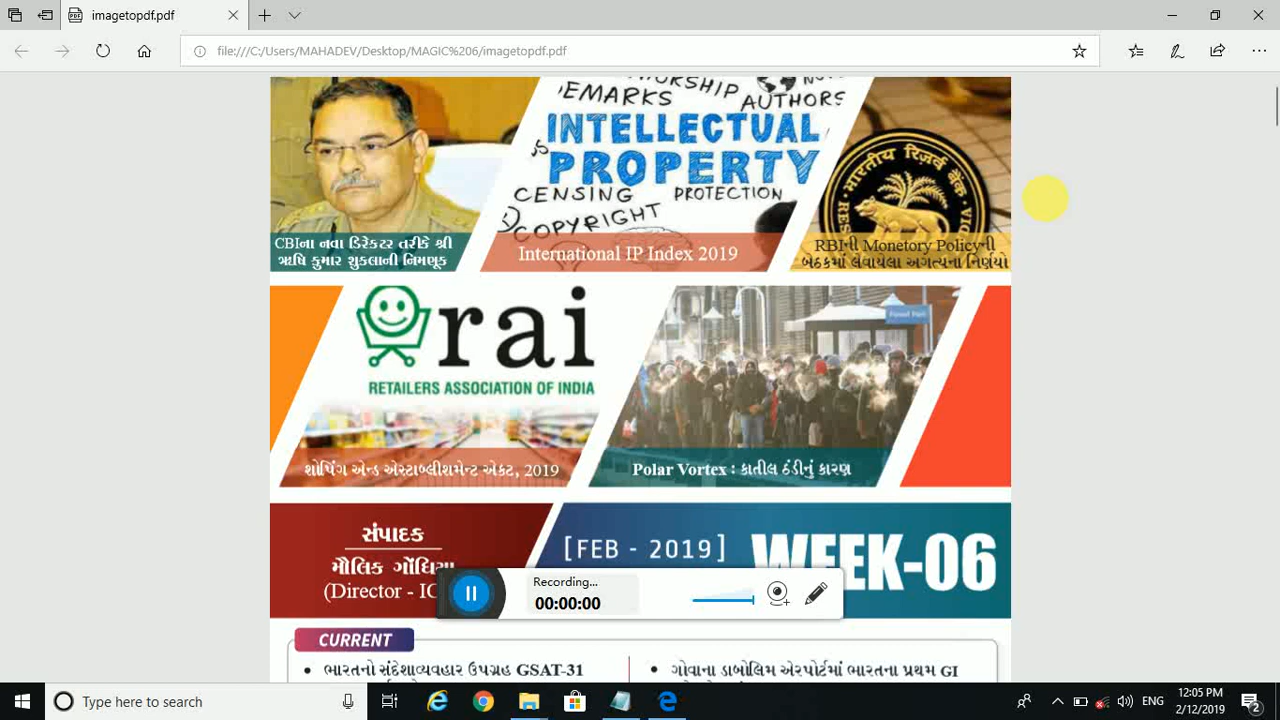 imagetopdf.pdf
file:///C:/Users/MAHADEV/Desktop/MAGIC%206/imagetopdf.pdf
EMARKS
AUTHORS
INTELLECTUAL
PROPERTY
CENSING PROTECTION
COPYRIGHT
भारतीय रिज़र्व बैंक
CBIના નવા ડિરેક્ટર તરીકે શ્રી
ઋષિ કુમાર શુક્લાની નિમણૂક
International IP Index 2019
RBIની Monetory Policyની
બેઠકમાં લેવાયેલા અગત્યના નિર્ણયો
rai
RETAILERS ASSOCIATION OF INDIA
શોપિંગ એન્ડ એસ્ટાબ્લીશમેન્ટ એક્ટ, 2019
Polar Vortex : કાતીલ ઠંડીનું કારણ
સંપાદક
મૌલિક ગોંધિયા
(Director - IC
[FEB - 2019]
WEEK-06
Recording...
00:00:00
CURRENT
• ભારતનો સંદેશાવ્યવહાર ઉપગ્રહ GSAT-31
• ગોવાના ડાબોલિમ એરપોર્ટમાં ભારતના પ્રથમ GI
Type here to search
ENG
12:05 PM
2/12/2019
2